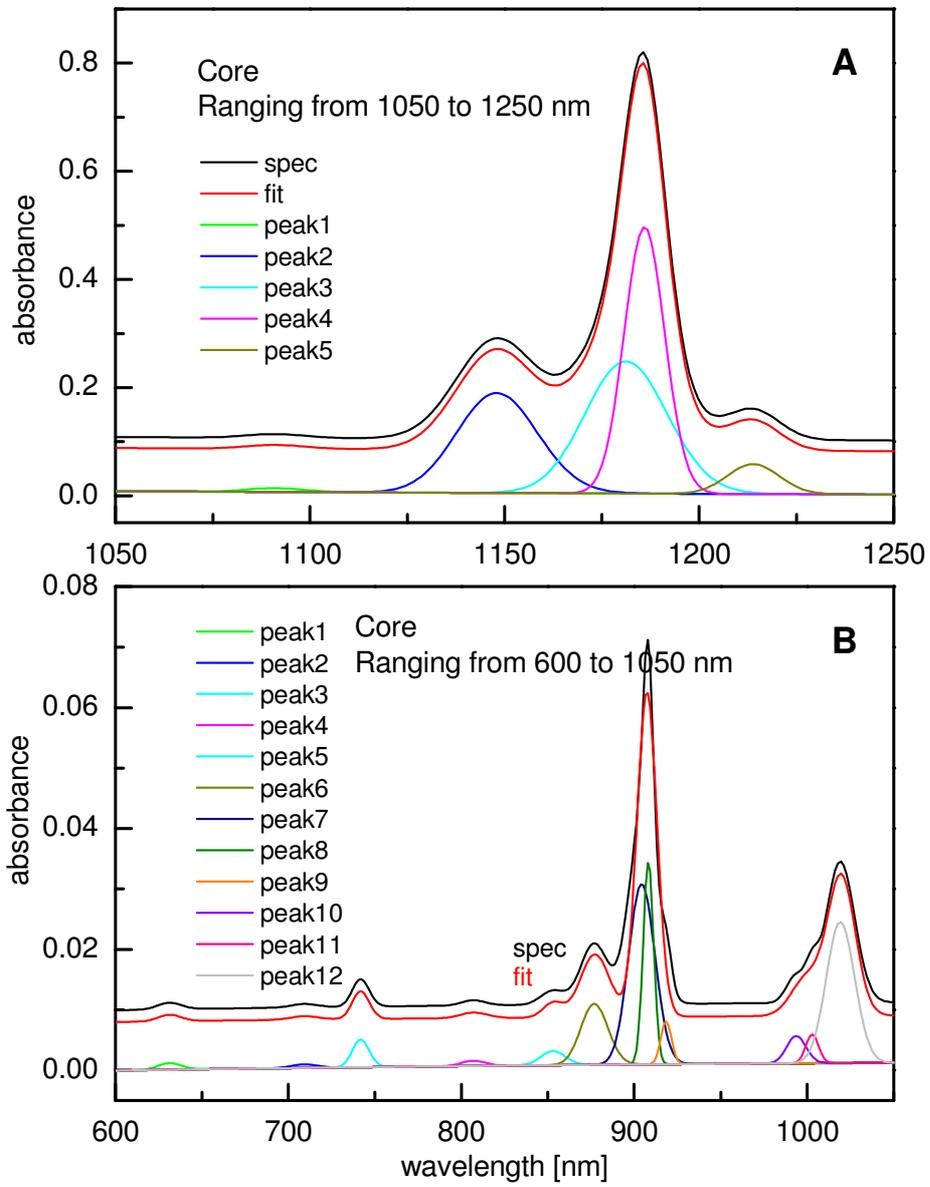 A
Core
Ranging from 1050 to 1250 nm
spec
fit
peak1
peak2
peak3
peak4
peak5
absorbance
0.8
0.6
0.4
0.2
0.0
1050 1100 1150 1200 1250
B
Core
Ranging from 600 to 1050 nm
peak1
peak2
peak3
peak4
peak5
peak6
peak7
peak8
peak9
peak10
peak11
peak12
spec
fit
absorbance
0.08
0.06
0.04
0.02
0.00
600 700 800 900 1000
wavelength [nm]